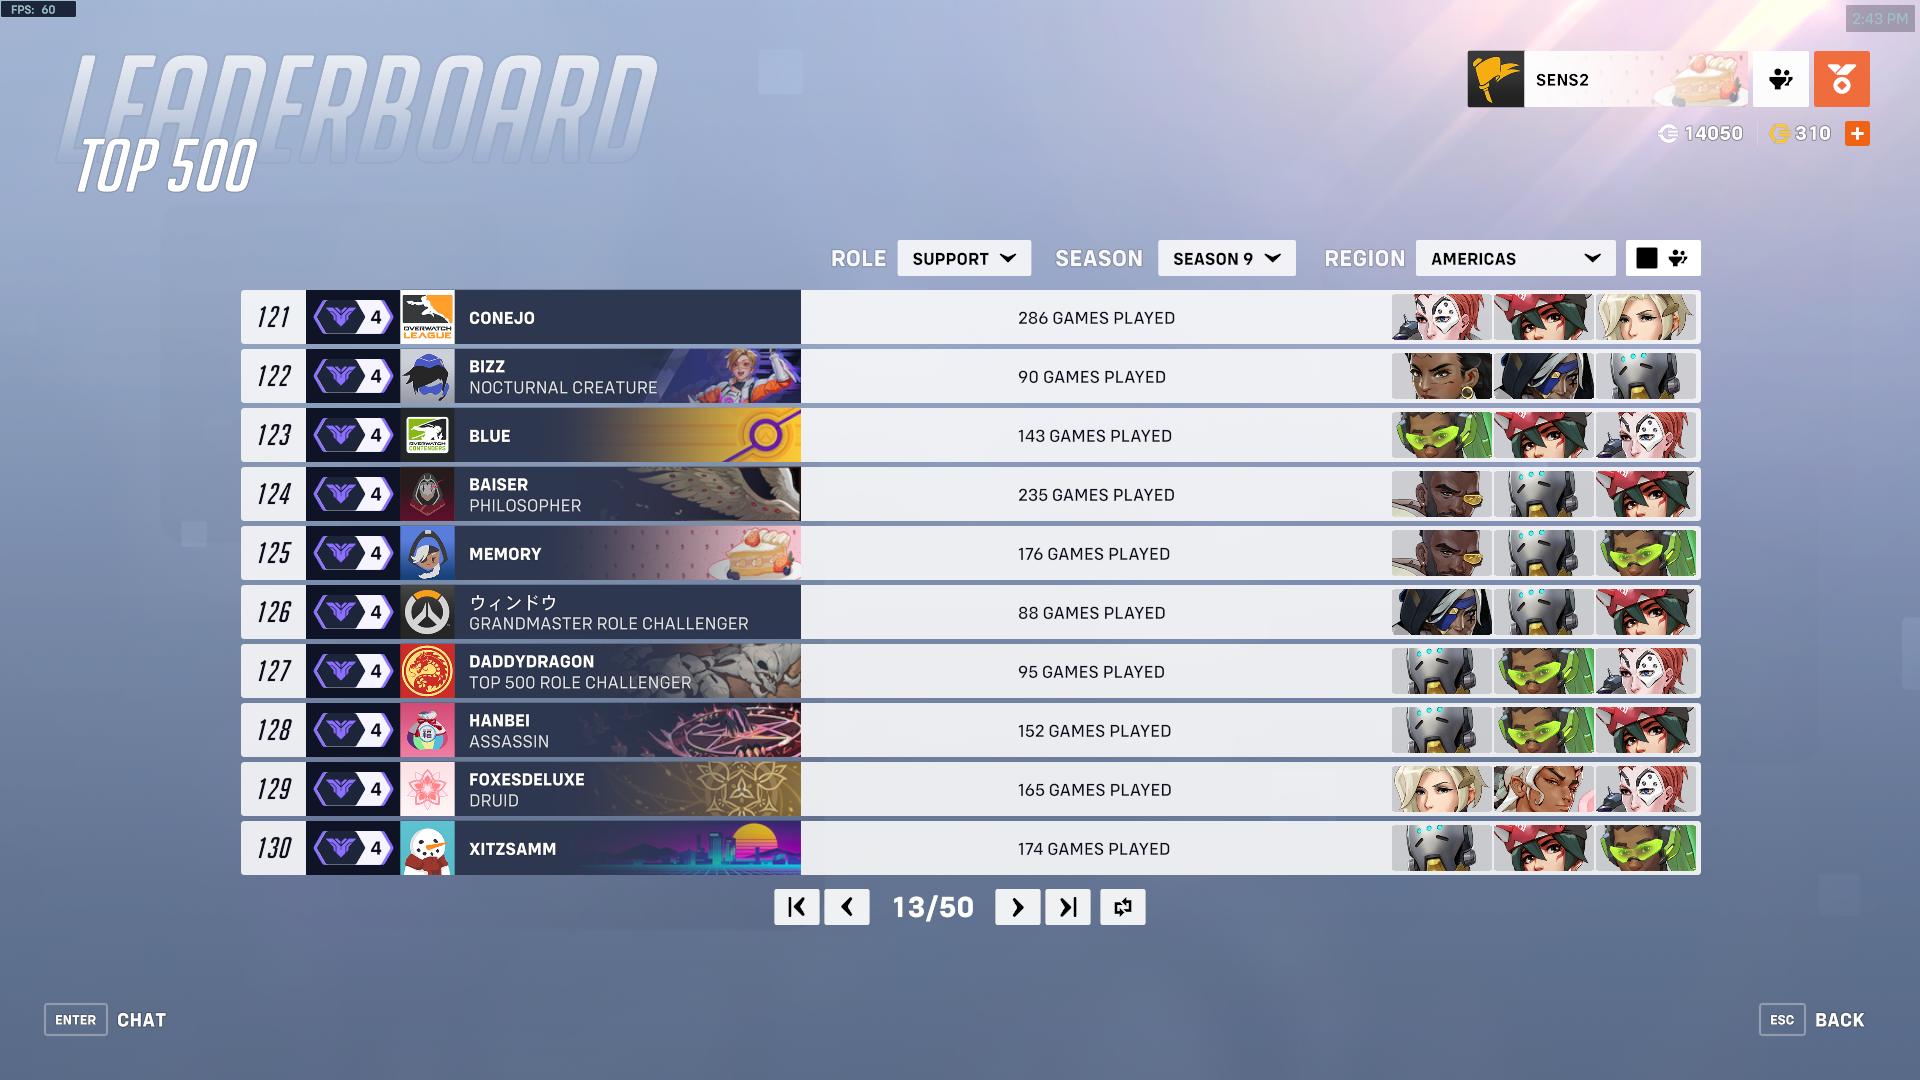 FPS: 60
2:43 PM
LEADERBOARD
TOP 500
SENS2
14050
310
ROLE SUPPORT SEASON SEASON 9 REGION AMERICAS
121 4 OVERWATCH LEAGUE CONEJO 286 GAMES PLAYED
122 4 BIZZ 90 GAMES PLAYED
NOCTURNAL CREATURE
123 4 OVERWATCH CONTENDERS BLUE 143 GAMES PLAYED
124 4 BAISER 235 GAMES PLAYED
PHILOSOPHER
125 4 MEMORY 176 GAMES PLAYED
126 4 ウィンドウ 88 GAMES PLAYED
GRANDMASTER ROLE CHALLENGER
127 4 DADDYDRAGON 95 GAMES PLAYED
TOP 500 ROLE CHALLENGER
128 4 HANBEI 152 GAMES PLAYED
ASSASSIN
129 4 FOXESDELUXE 165 GAMES PLAYED
DRUID
130 4 XITZSAMM 174 GAMES PLAYED
13/50
ENTER CHAT
ESC BACK